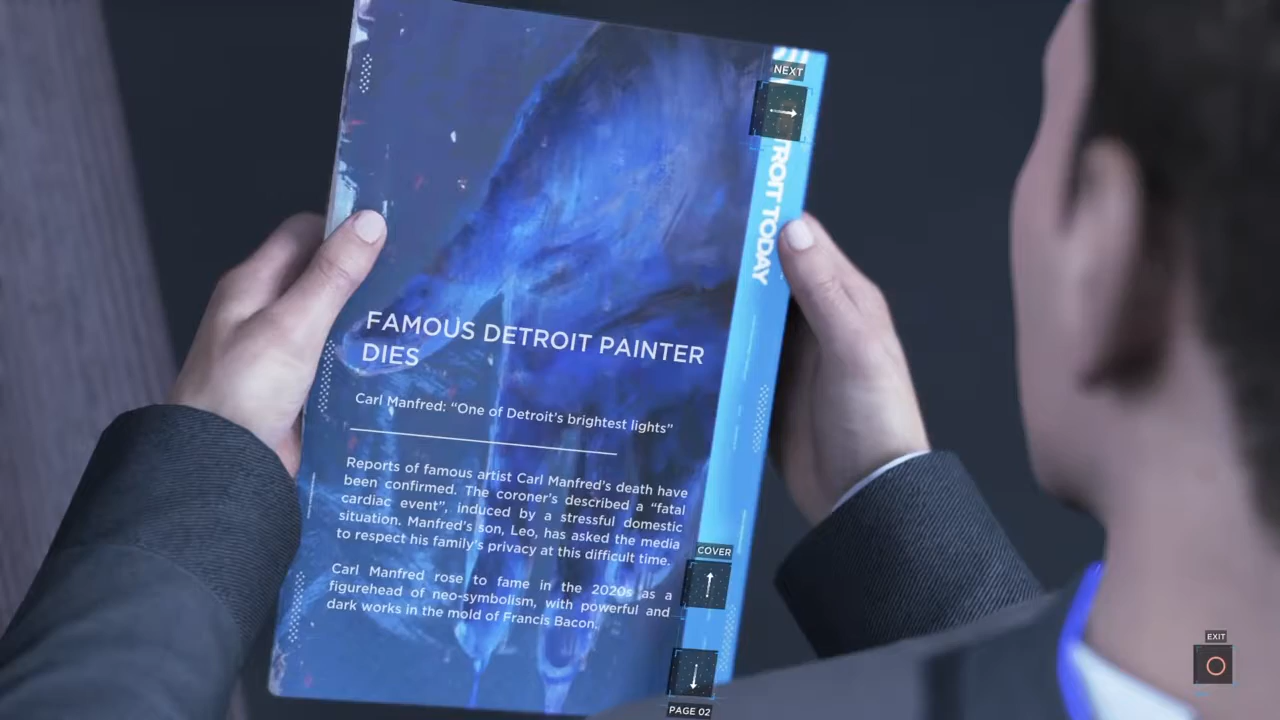 NEXT
TROIT TODAY
FAMOUS DETROIT PAINTER
DIES
Carl Manfred: “One of Detroit’s brightest lights”
Reports of famous artist Carl Manfred’s death have
been confirmed. The coroner’s described a “fatal
cardiac event”, induced by a stressful domestic
situation. Manfred’s son, Leo, has asked the media
to respect his family’s privacy at this difficult time.
Carl Manfred rose to fame in the 2020s as a
figurehead of neo-symbolism, with powerful and
dark works in the mold of Francis Bacon.
COVER
PAGE 02
EXIT